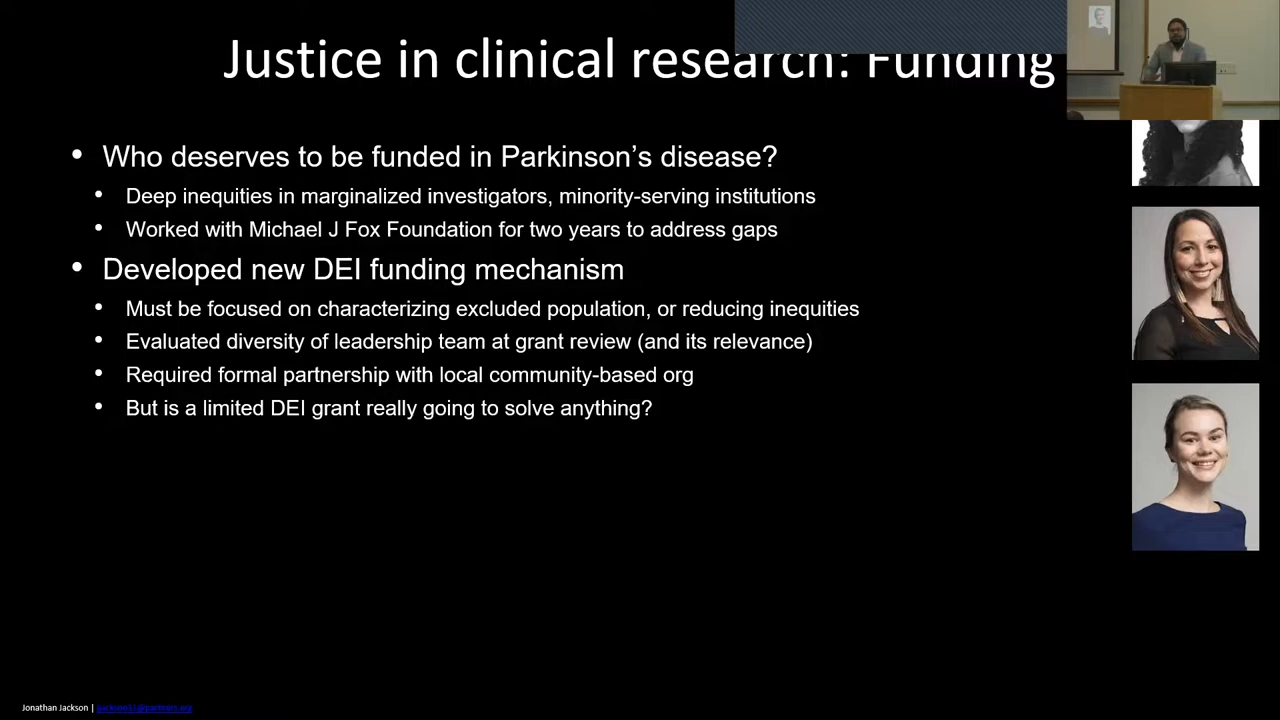 Justice in clinical research: Funding
• Who deserves to be funded in Parkinson's disease?
• Deep inequities in marginalized investigators, minority-serving institutions
• Worked with Michael J Fox Foundation for two years to address gaps
• Developed new DEI funding mechanism
• Must be focused on characterizing excluded population, or reducing inequities
• Evaluated diversity of leadership team at grant review (and its relevance)
• Required formal partnership with local community-based org
• But is a limited DEI grant really going to solve anything?
Jonathan Jackson |